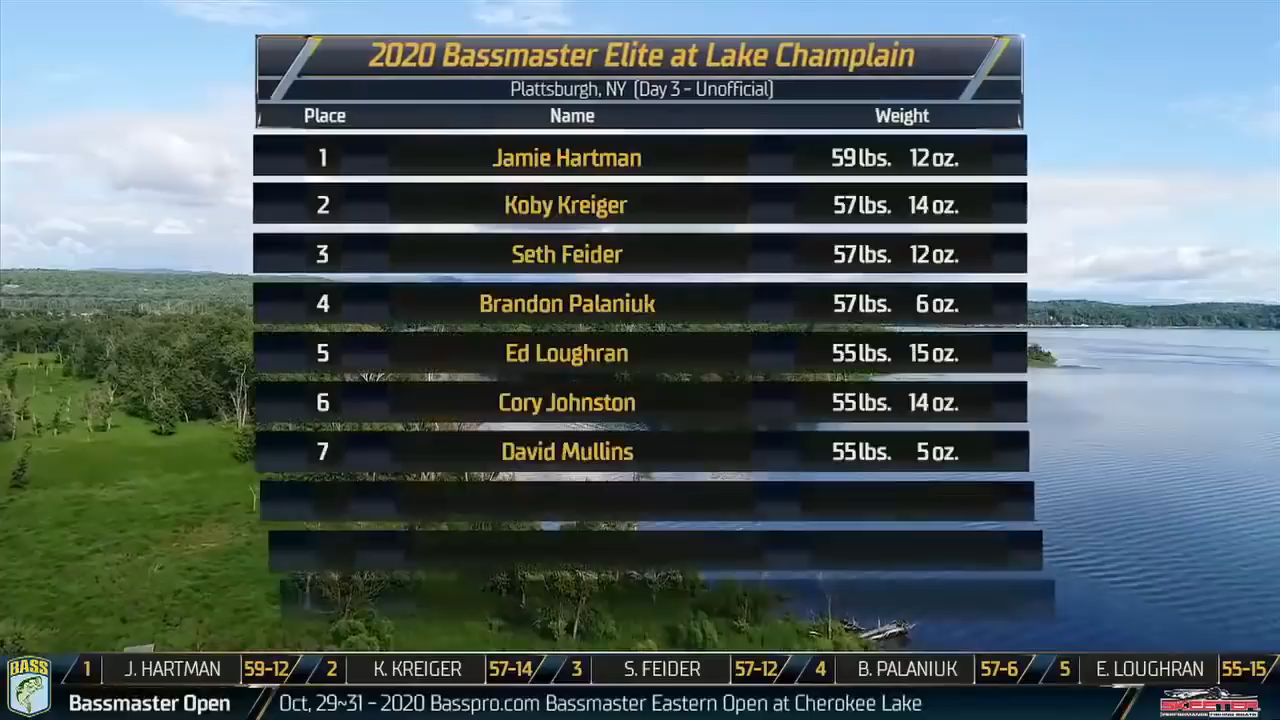 2020 Bassmaster Elite at Lake Champlain
Plattsburgh, NY (Day 3 - Unofficial)
Place Name Weight
1 Jamie Hartman 59 lbs. 12 oz.
2 Koby Kreiger 57 lbs. 14 oz.
3 Seth Feider 57 lbs. 12 oz.
4 Brandon Palaniuk 57 lbs. 6 oz.
5 Ed Loughran 55 lbs. 15 oz.
6 Cory Johnston 55 lbs. 14 oz.
7 David Mullins 55 lbs. 5 oz.
BASS 1 J. HARTMAN 59-12 2 K. KREIGER 57-14 3 S. FEIDER 57-12 4 B. PALANIUK 57-6 5 E. LOUGHRAN 55-15
Bassmaster Open Oct, 29~31 - 2020 Basspro.com Bassmaster Eastern Open at Cherokee Lake SKEETER